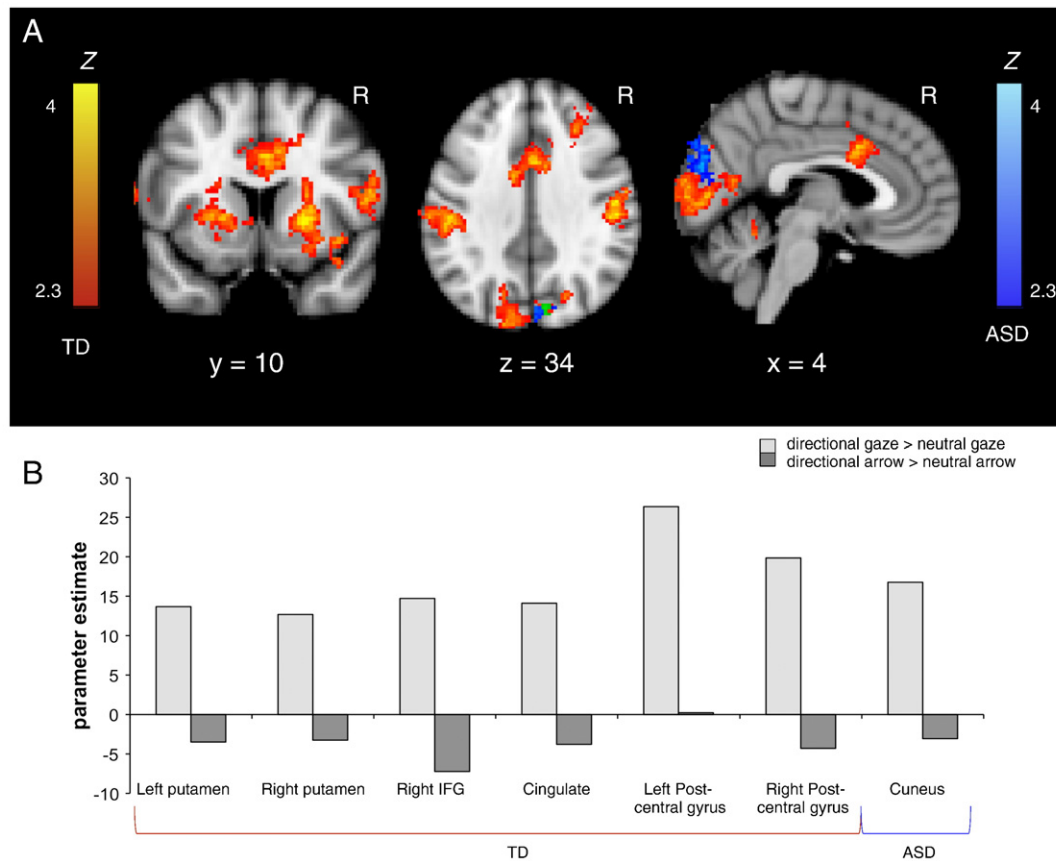 A
Z
4
2.3
TD
R
y = 10
R
z = 34
R
x = 4
Z
4
2.3
ASD
directional gaze > neutral gaze
directional arrow > neutral arrow
B
parameter estimate
30
25
20
15
10
5
0
-5
-10
Left putamen
Right putamen
Right IFG
Cingulate
Left Post-
central gyrus
Right Post-
central gyrus
Cuneus
TD
ASD